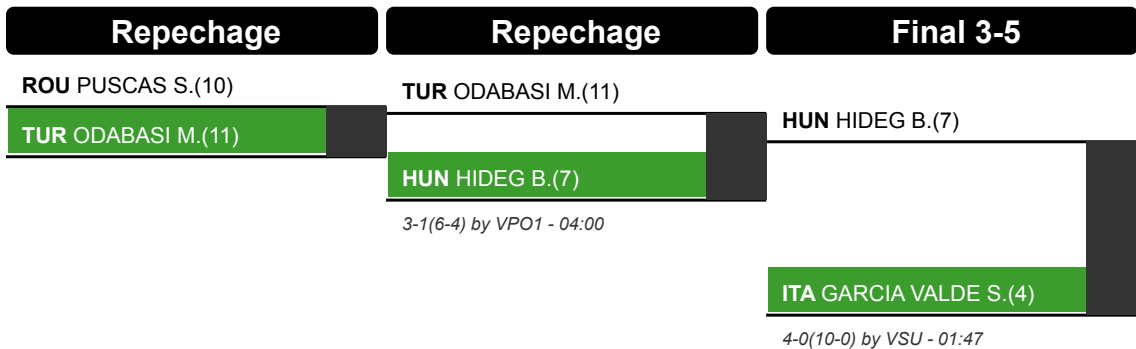 Repechage
ROU PUSCAS S.(10)
TUR ODABASI M.(11)
Repechage
TUR ODABASI M.(11)
HUN HIDEG B.(7)
3-1(6-4) by VPO1 - 04:00
Final 3-5
HUN HIDEG B.(7)
ITA GARCIA VALDE S.(4)
4-0(10-0) by VSU - 01:47